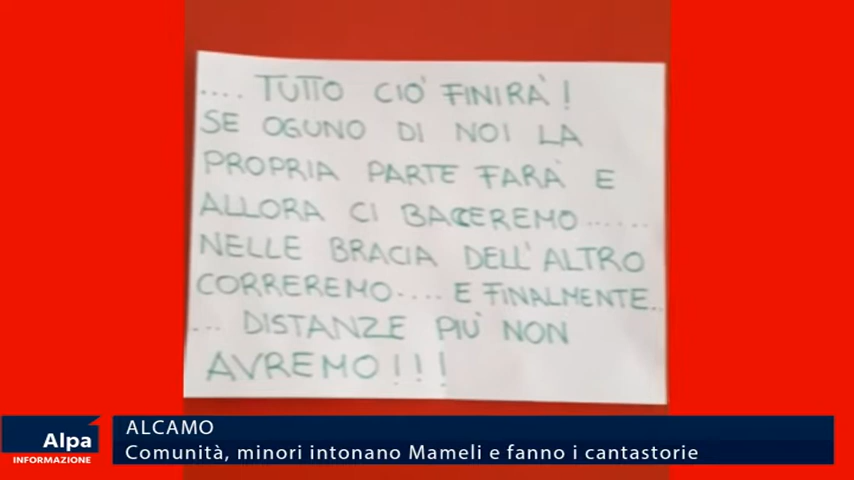 .... TUTTO CIO' FINIRÀ!
SE OGUNO DI NOI LA
PROPRIA PARTE FARÀ E
ALLORA CI BACEREMO......
NELLE BRACIA DELL'ALTRO
CORREREMO.... E FINALMENTE..
... DISTANZE PIÙ NON
AVREMO!!!
Alpa
INFORMAZIONE
ALCAMO
Comunità, minori intonano Mameli e fanno i cantastorie